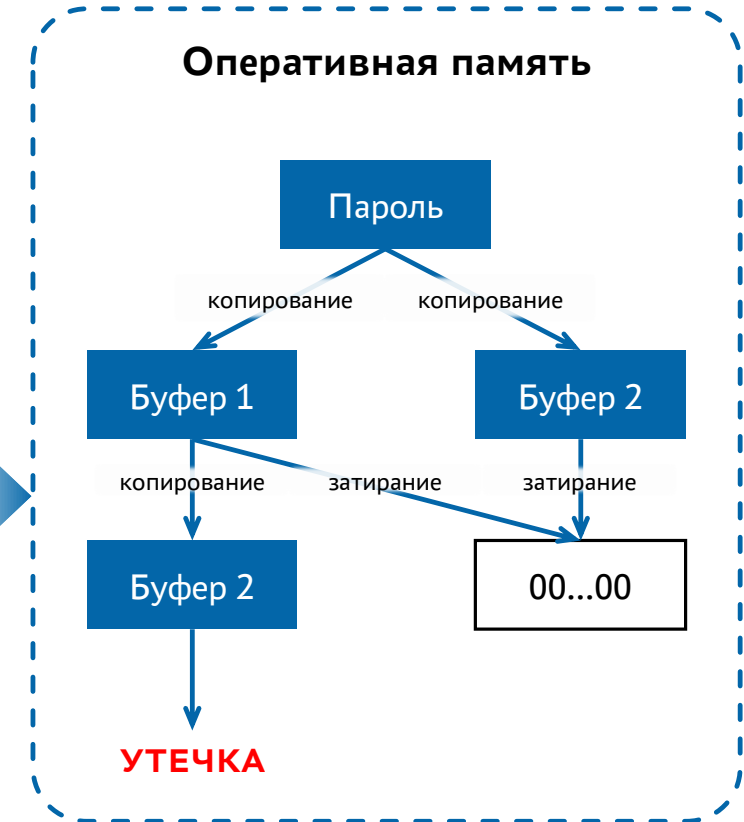 Оперативная память
Пароль
копирование копирование
Буфер 1 Буфер 2
копирование затирание затирание
Буфер 2 00...00
УТЕЧКА